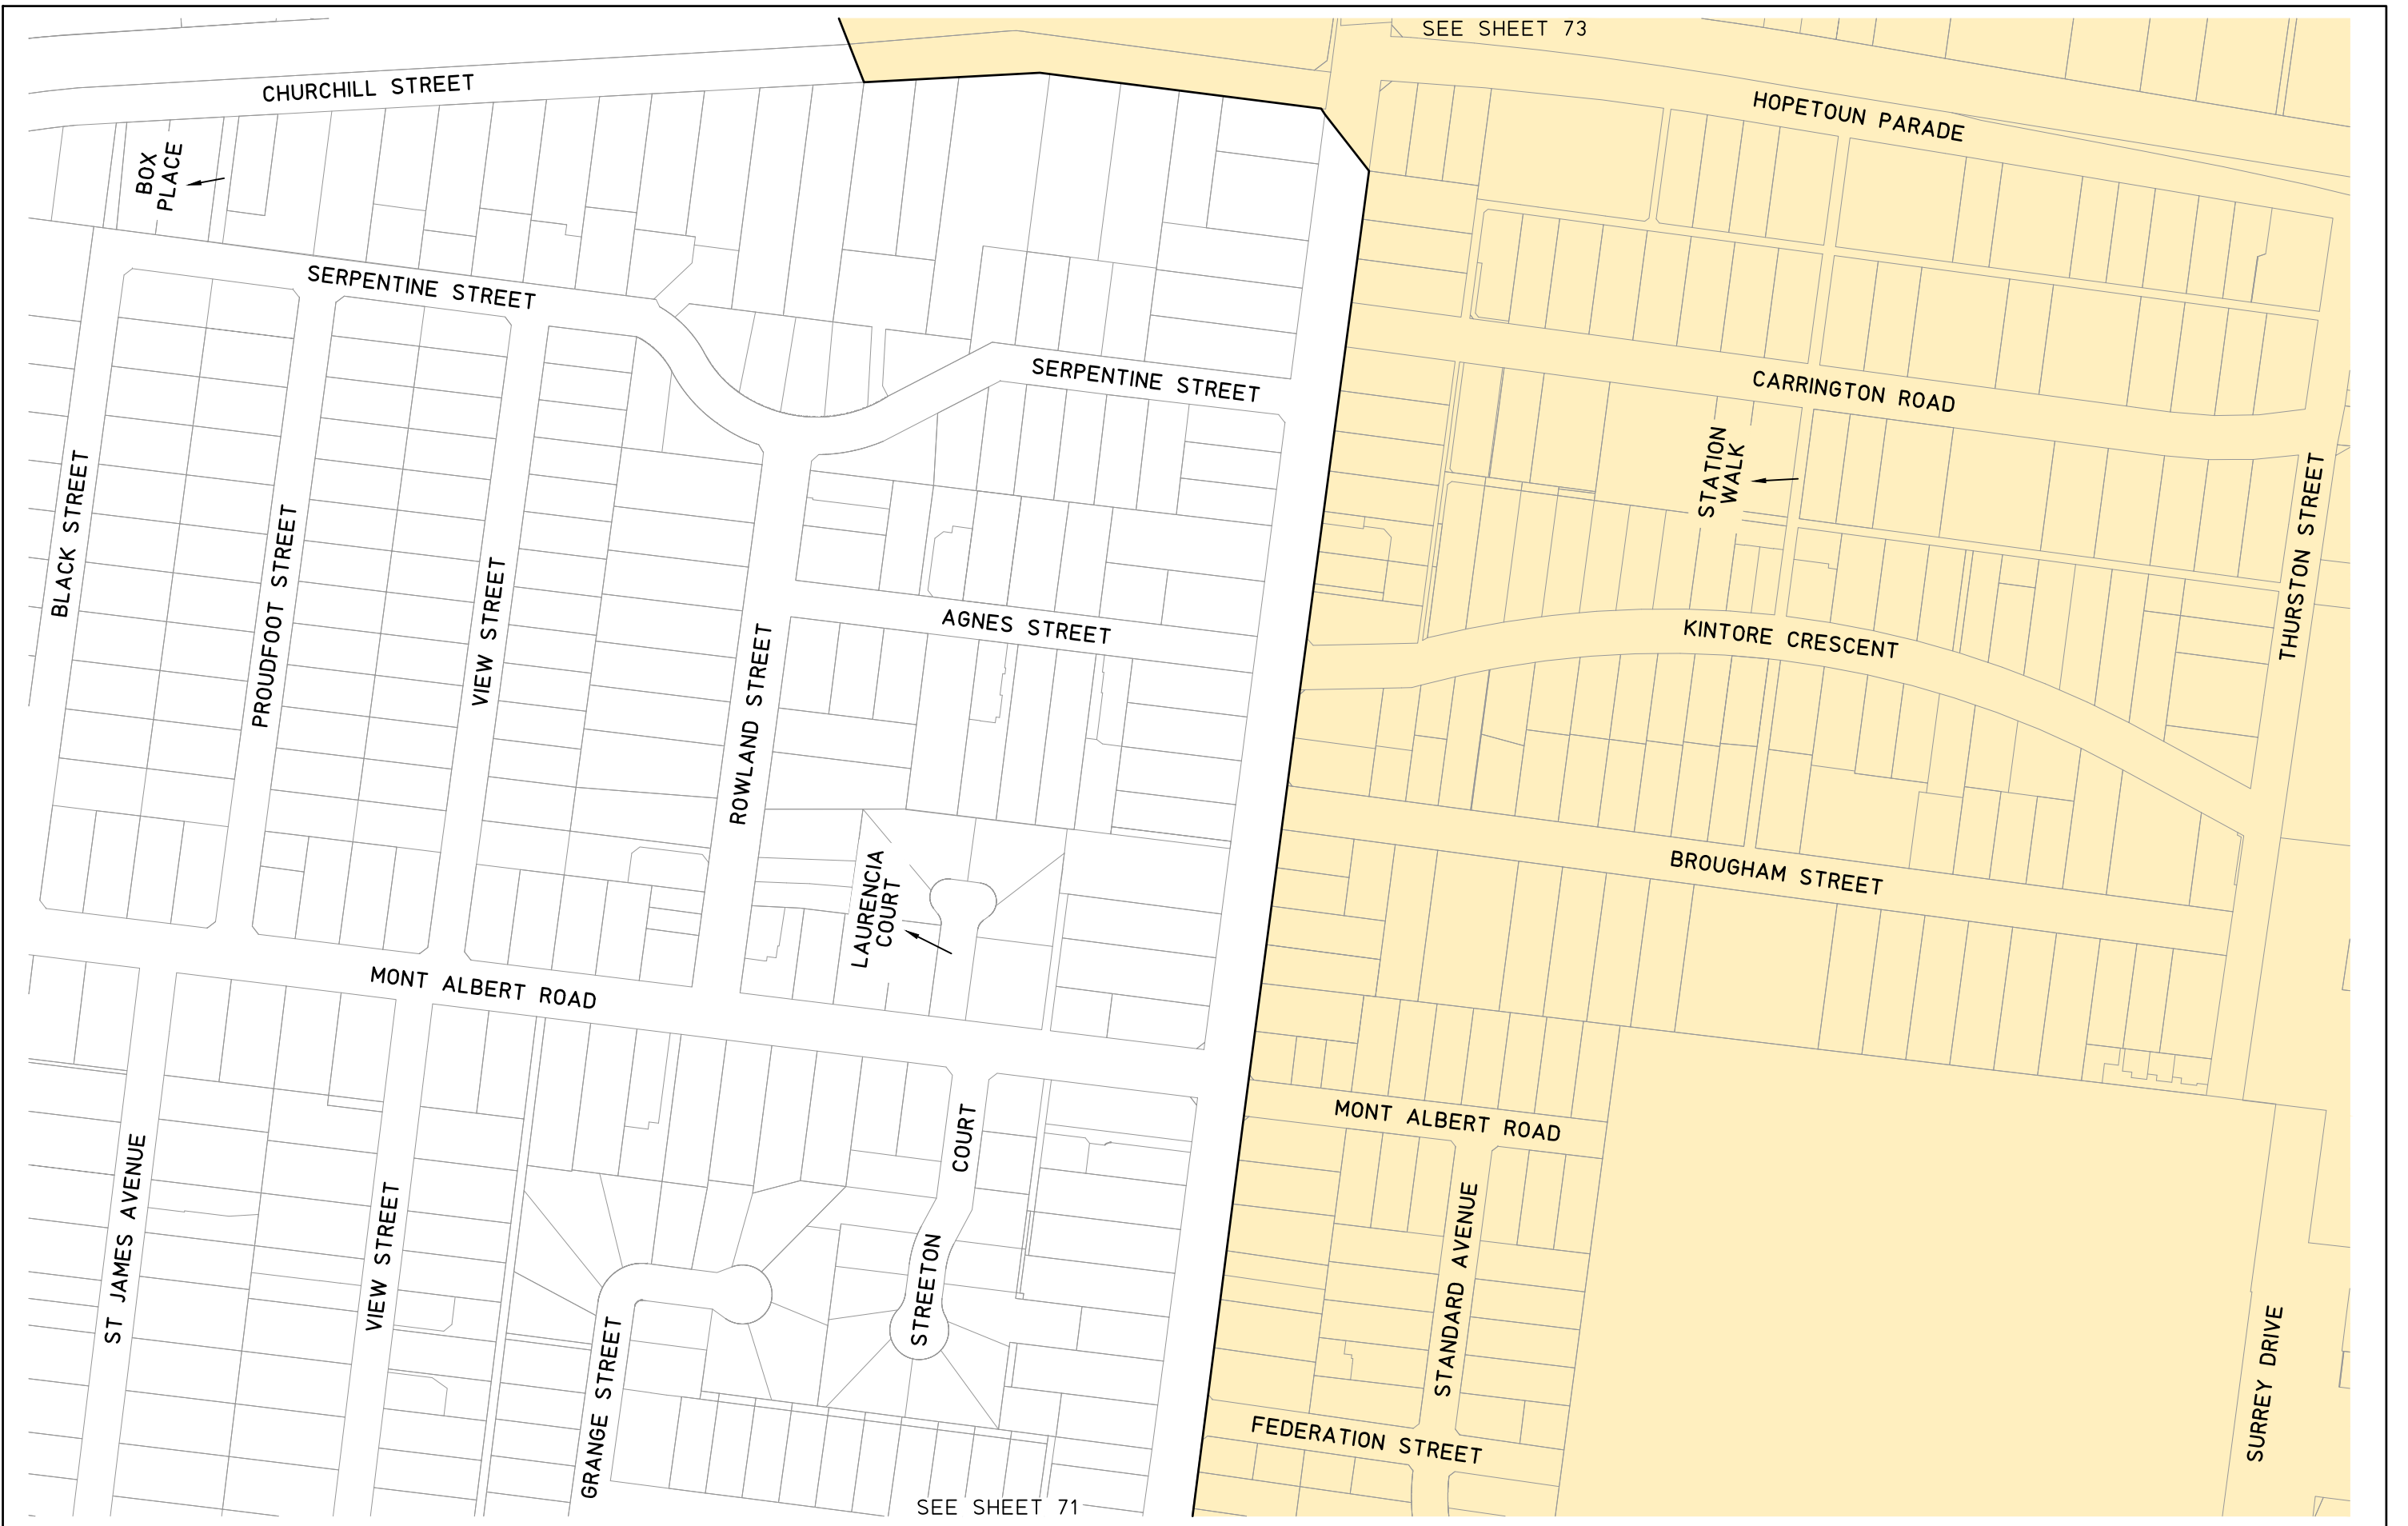 SEE SHEET 73
CHURCHILL STREET
HOPETOUN PARADE
BOX
PLACE
SERPENTINE STREET
SERPENTINE STREET
CARRINGTON ROAD
STATION
WALK
BLACK STREET
PROUDFOOT STREET
VIEW STREET
THURSTON STREET
AGNES STREET
KINTORE CRESCENT
ROWLAND STREET
LAURENCIA
COURT
BROUGHAM STREET
MONT ALBERT ROAD
MONT ALBERT ROAD
STREETON COURT
ST JAMES AVENUE
VIEW STREET
STANDARD AVENUE
GRANGE STREET
SURREY DRIVE
FEDERATION STREET
SEE SHEET 71